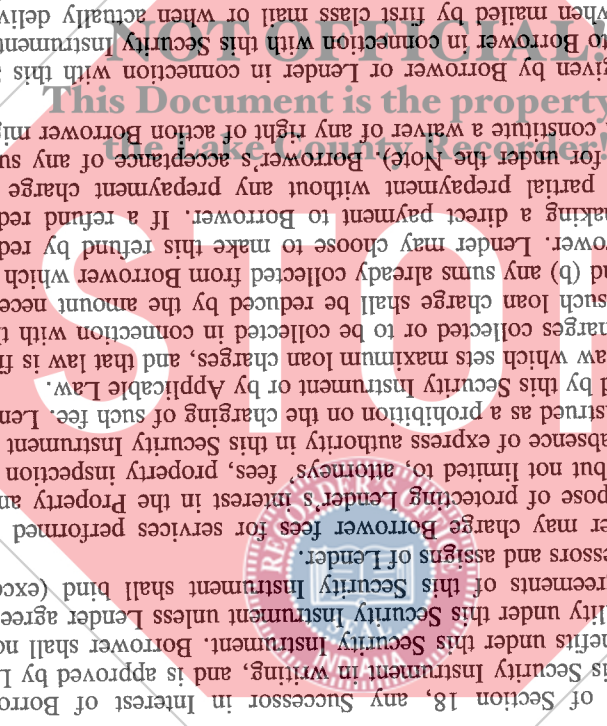 of Section 18, any Successor in Interest of Borro
is Security Instrument in writing, and is approved by L
efits under this Security Instrument. Borrower shall no
lity under this Security Instrument unless Lender agree
reements of this Security Instrument shall bind (exce
essors and assigns of Lender.
er may charge Borrower fees for services performed
pose of protecting Lender's interest in the Property an
but not limited to, attorneys' fees, property inspection
absence of express authority in this Security Instrument
strued as a prohibition on the charging of such fee. Len
d by this Security Instrument or by Applicable Law.
aw which sets maximum loan charges, and that law is fi
harges collected or to be collected in connection with t
such loan charge shall be reduced by the amount nece
nd (b) any sums already collected from Borrower which
ower. Lender may choose to make this refund by red
making a direct payment to Borrower. If a refund red
partial prepayment without any prepayment charge
for under the Note). Borrower's acceptance of any su
constitute a waiver of any right of action Borrower mig
given by Borrower or Lender in connection with this
to Borrower in connection with this Security Instrument
when mailed by first class mail or when actually deliv
NOT OFFICIAL!
This Document is the property
the Lake County Recorder!
STOP
RECORDER'S OFFICE
INDIANA